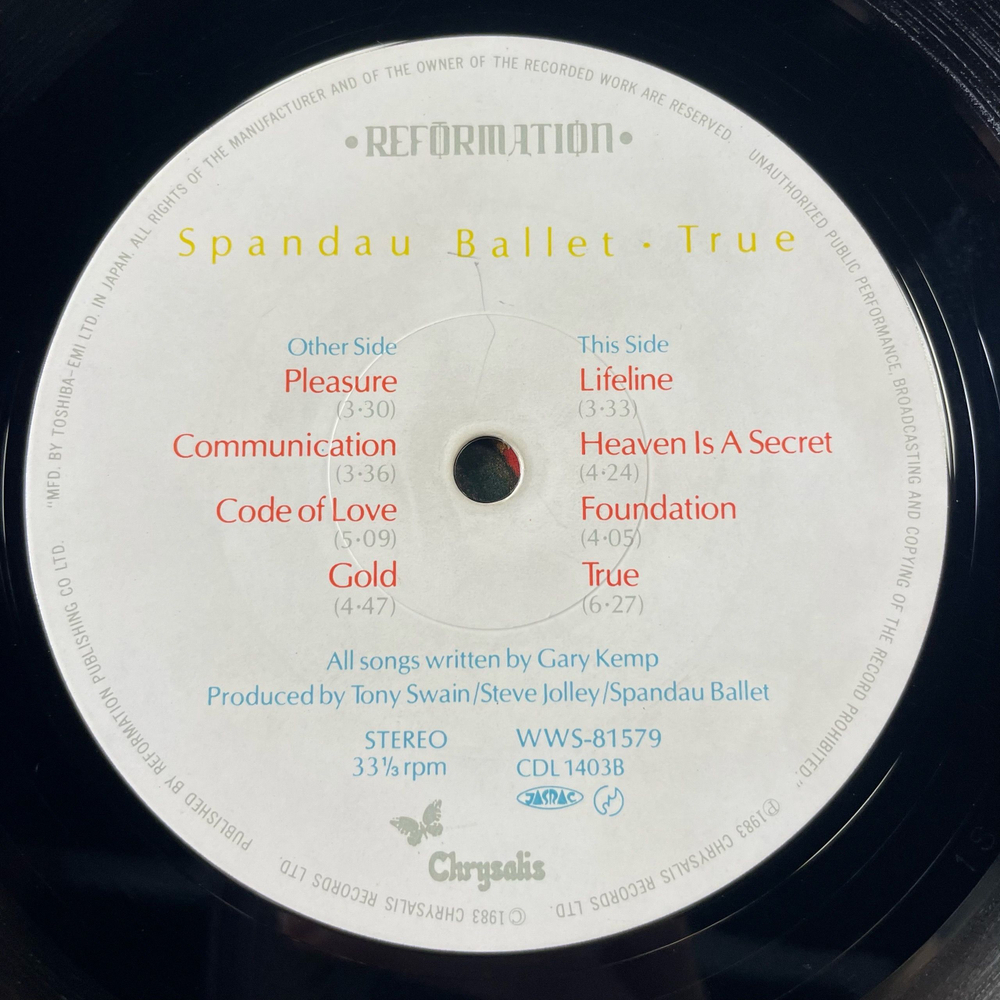 "MFD. BY TOSHIBA-EMI LTD. IN JAPAN. ALL RIGHTS OF THE MANUFACTURER AND OF THE OWNER OF THE RECORDED WORK ARE RESERVED. UNAUTHORIZED PUBLIC PERFORMANCE, BROADCASTING AND COPYING OF THE RECORD PROHIBITED."
•REFORMATION•
Spandau Ballet · True
Other Side
Pleasure
(3·30)
Communication
(3·36)
Code of Love
(5·09)
Gold
(4·47)
This Side
Lifeline
(3·33)
Heaven Is A Secret
(4·24)
Foundation
(4·05)
True
(6·27)
All songs written by Gary Kemp
Produced by Tony Swain/Steve Jolley/Spandau Ballet
STEREO
33⅓ rpm
WWS-81579
CDL 1403B
JASRAC
Chrysalis
℗1983 CHRYSALIS RECORDS LTD.
©1983 CHRYSALIS RECORDS LTD.
PUBLISHED BY REFORMATION PUBLISHING CO LTD.